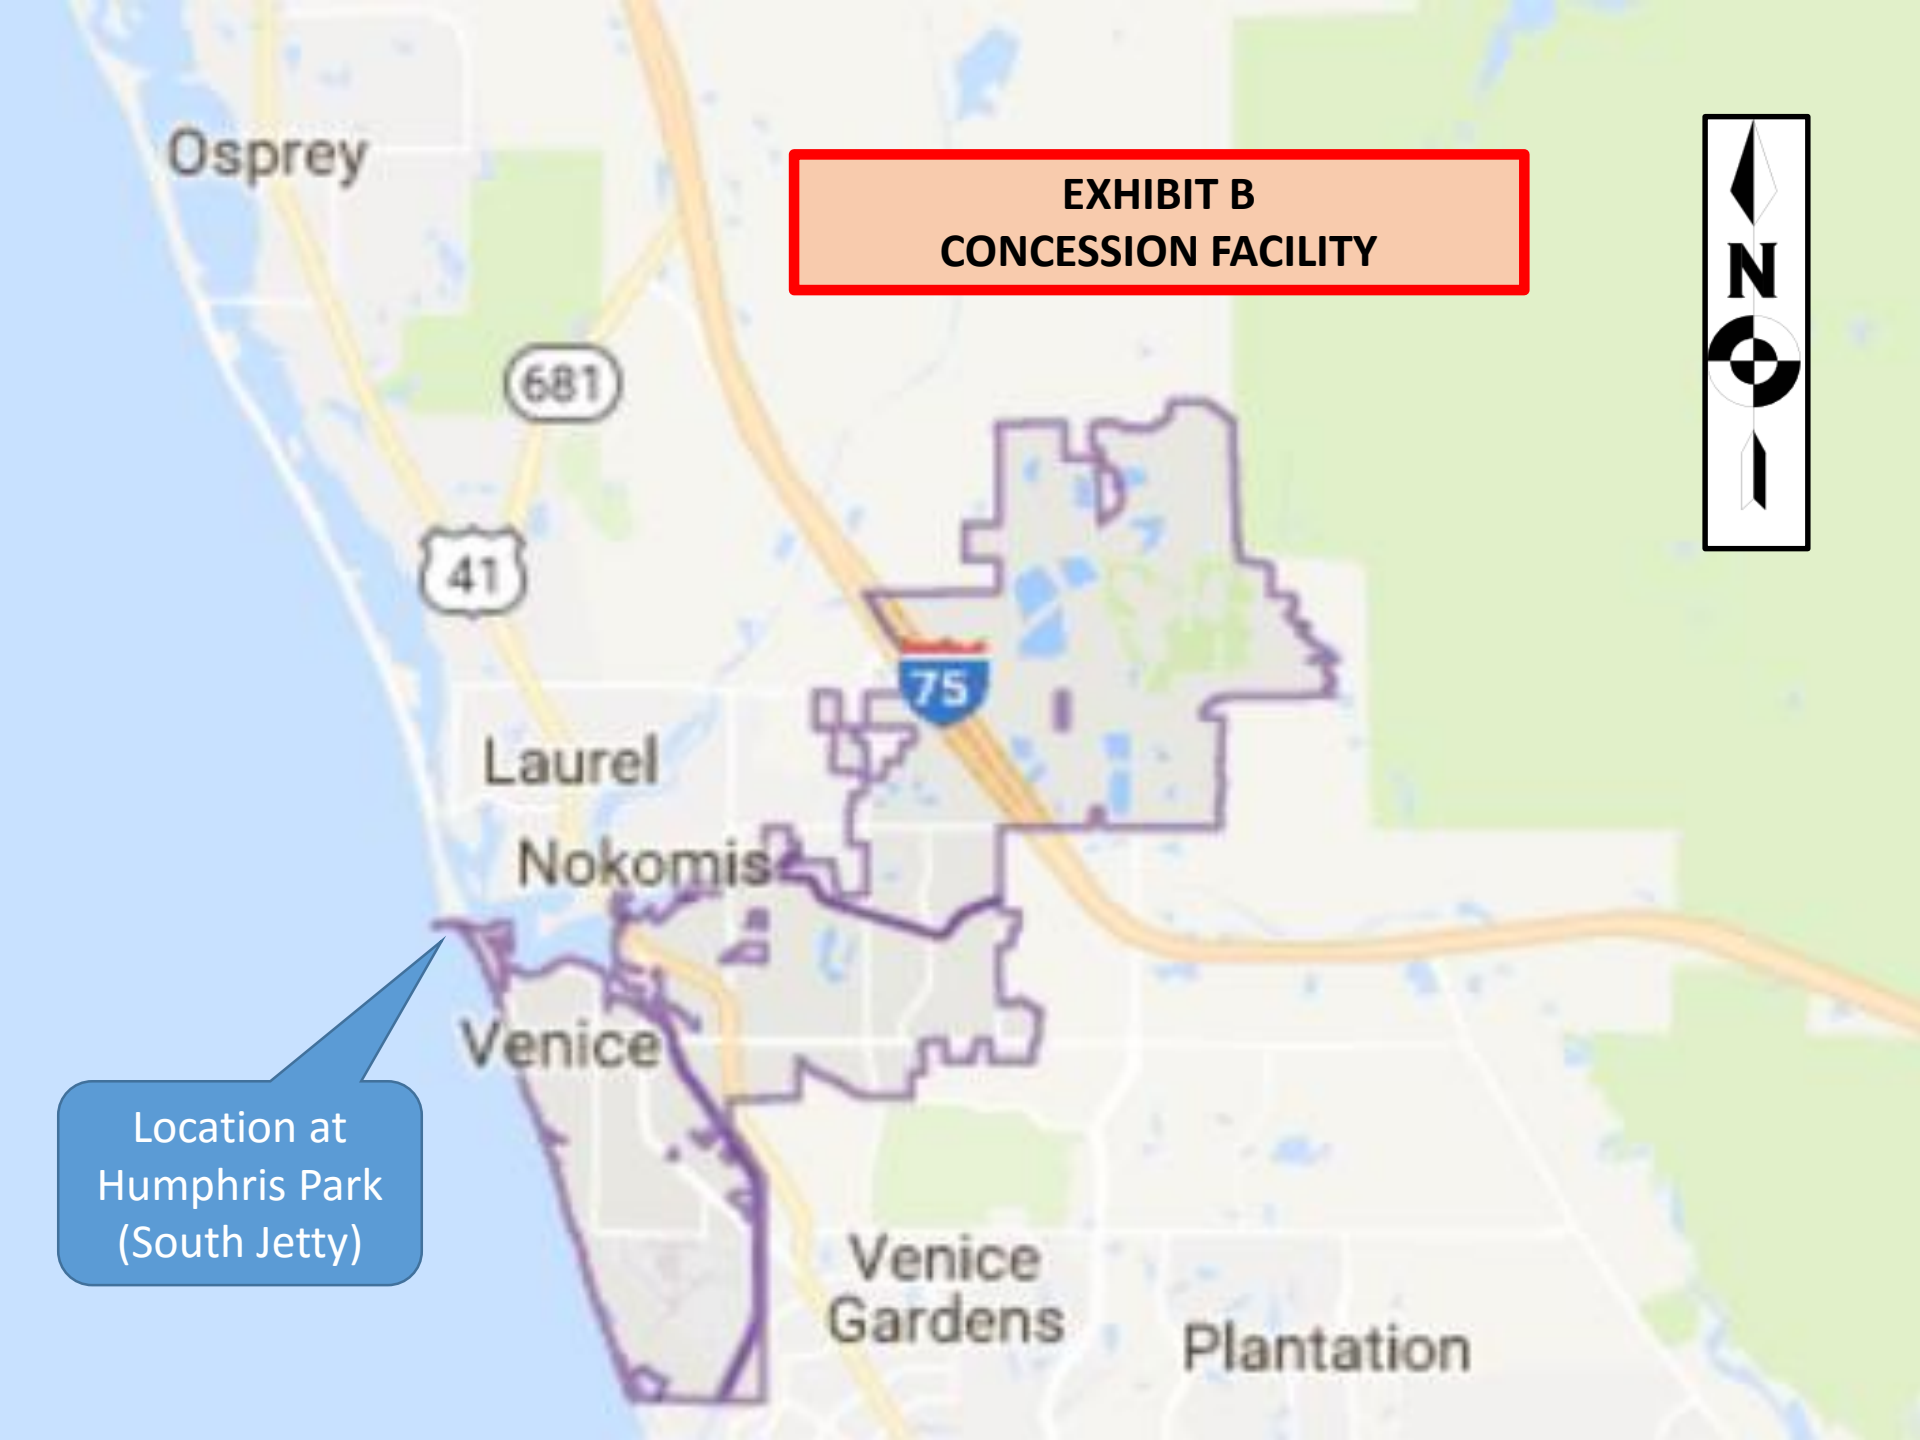 Osprey
EXHIBIT B
CONCESSION FACILITY
N
681
41
75
Laurel
Nokomis
Venice
Location at
Humphris Park
(South Jetty)
Venice
Gardens
Plantation